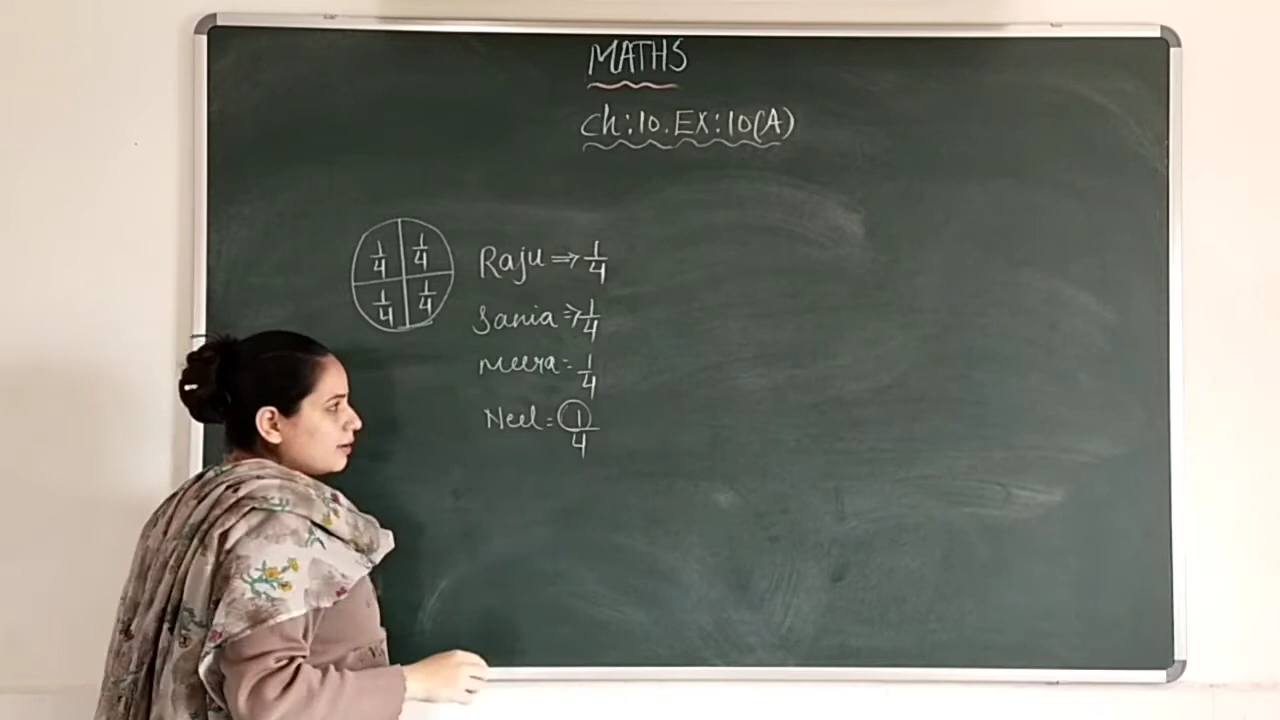 MATHS
Ch:10. EX:10(A)
1/4 1/4
1/4 1/4
Raju ⇒ 1/4
Sania ⇒ 1/4
Meera = 1/4
Neel = 1/4